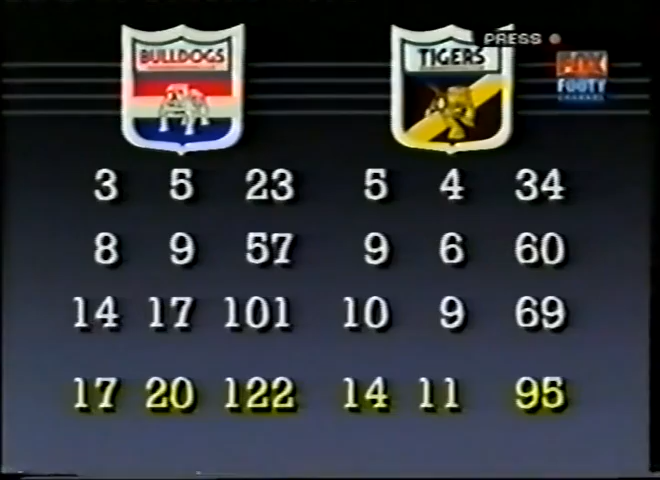 BULLDOGS TIGERS PRESS
FOX
FOOTY
CHANNEL
3 5 23 5 4 34
8 9 57 9 6 60
14 17 101 10 9 69
17 20 122 14 11 95